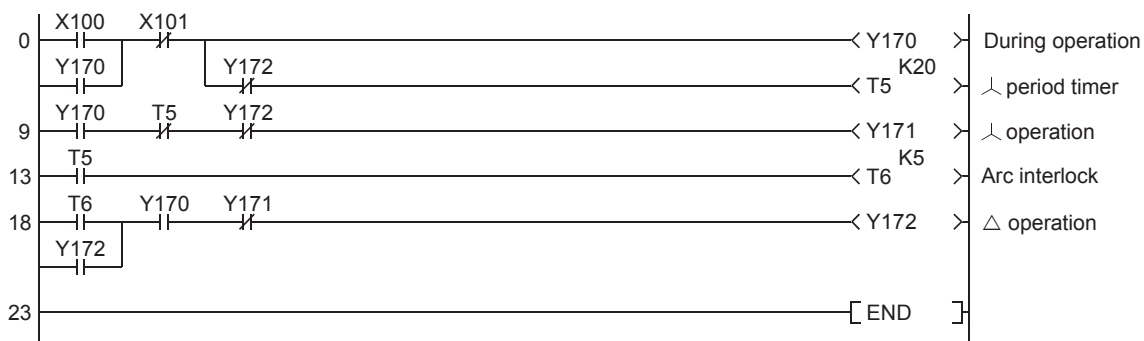 X100 X101
0 Y170 During operation
Y170 Y172 K20
T5 period timer
Y170 T5 Y172
9 Y171 operation
T5 K5
13 T6 Arc interlock
T6 Y170 Y171
18 Y172 operation
Y172
23 END